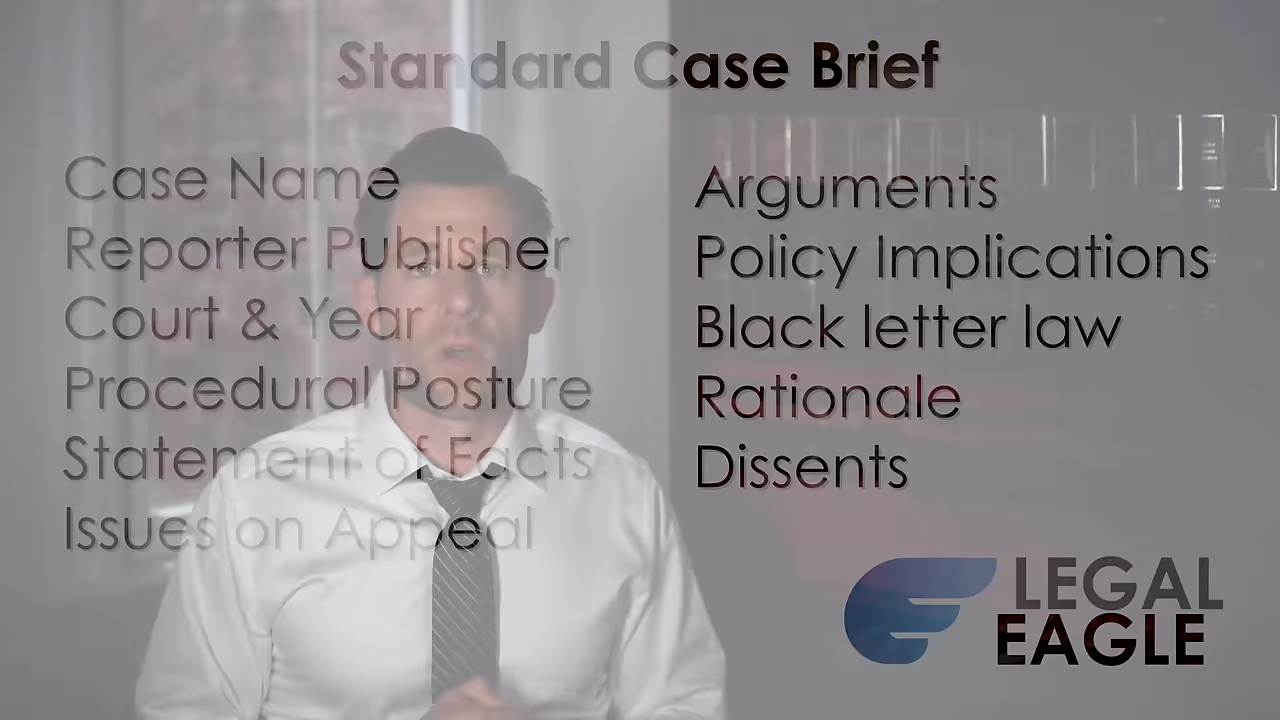 Standard Case Brief
Case Name
Reporter Publisher
Court & Year
Procedural Posture
Statement of Facts
Issues on Appeal
Arguments
Policy Implications
Black letter law
Rationale
Dissents
LEGAL
EAGLE